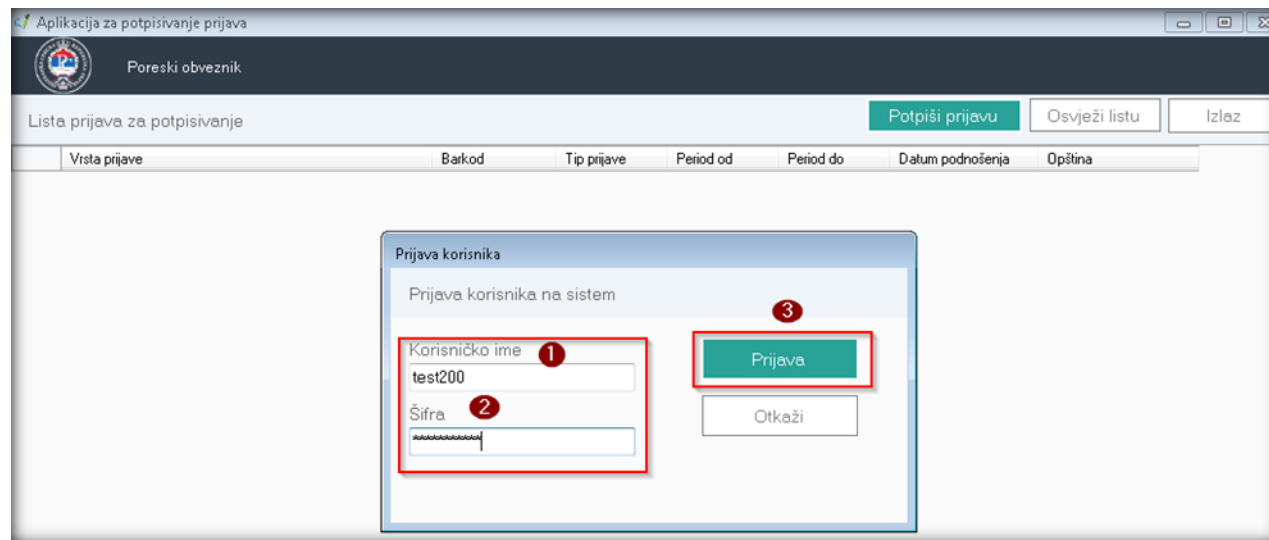 Aplikacija za potpisivanje prijava
Poreski obveznik
Lista prijava za potpisivanje
Potpiši prijavu Osvježi listu Izlaz
Vrsta prijave Barkod Tip prijave Period od Period do Datum podnošenja Opština
Prijava korisnika
Prijava korisnika na sistem
3
Korisničko ime 1
Prijava
test200
Šifra 2
Otkaži
***********